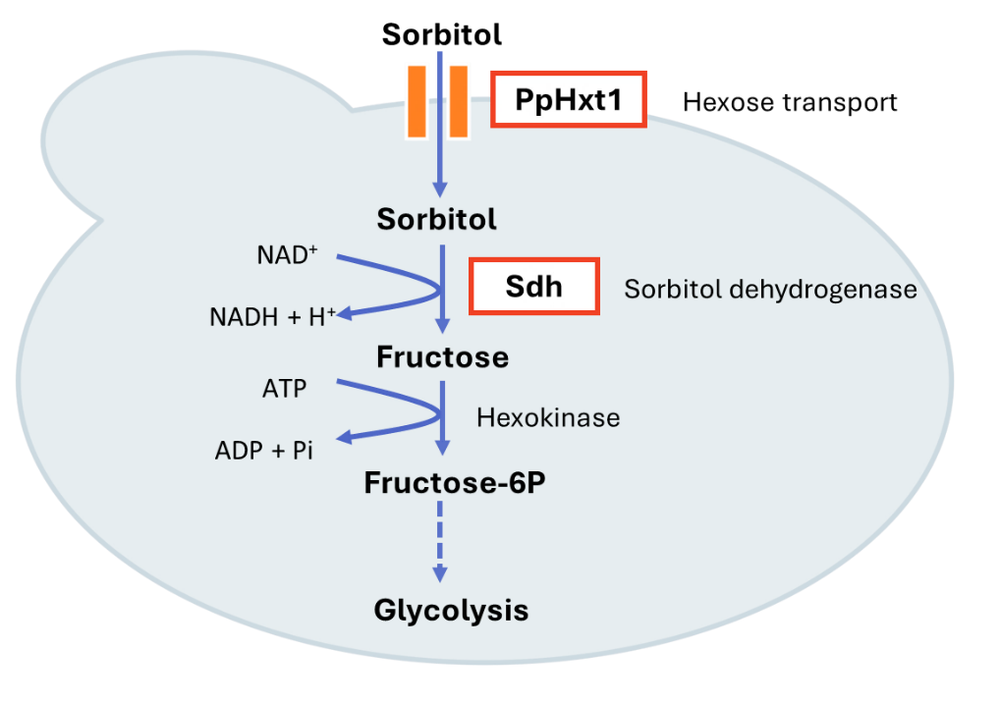 Sorbitol
PpHxt1
Hexose transport
Sorbitol
NAD⁺
Sdh
Sorbitol dehydrogenase
NADH + H⁺
Fructose
ATP
Hexokinase
ADP + Pi
Fructose-6P
Glycolysis